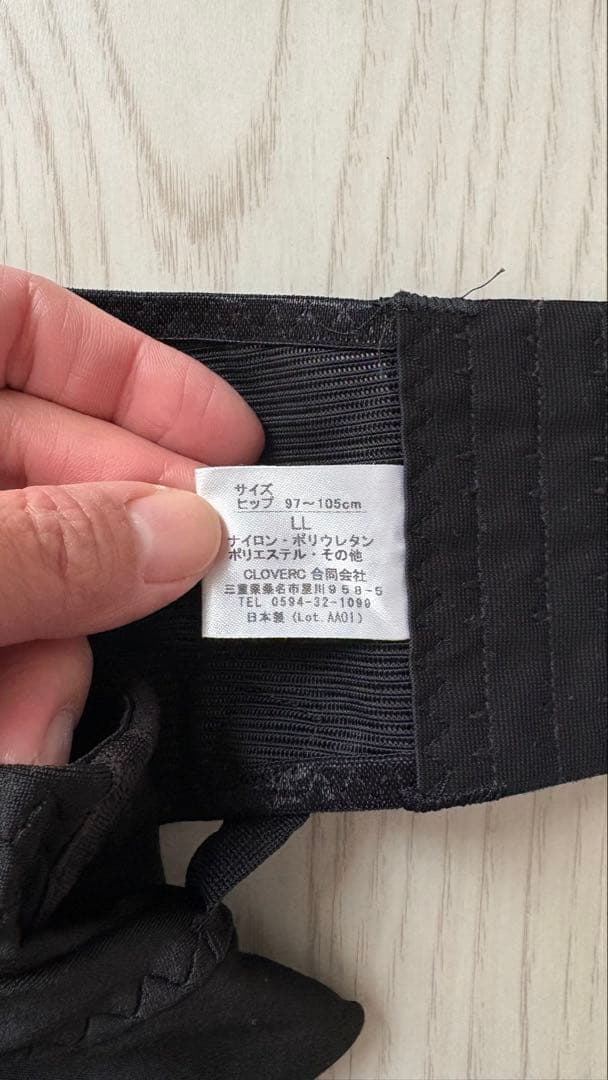 サイズ
ヒップ 97～105cm
LL
ナイロン・ポリウレタン
ポリエステル・その他
CLOVERC 合同会社
三重県桑名市星川958-5
TEL 0594-32-1099
日本製(Lot.AA01)